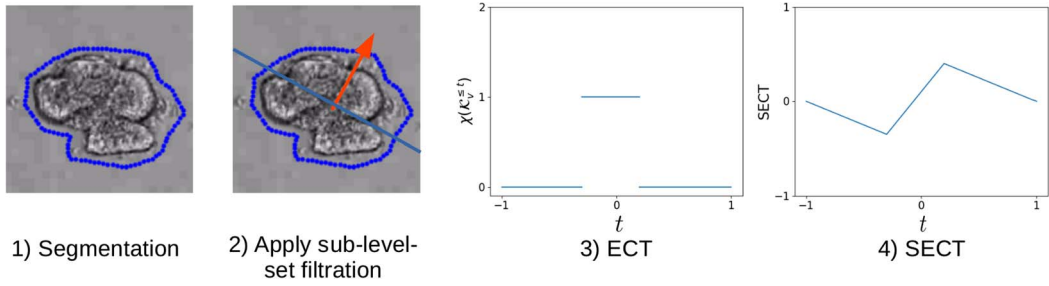 2
1
0
χ(𝒦ᵥ^≤t)
−1
0
1
t
1
0
−1
SECT
−1
0
1
t
1) Segmentation
2) Apply sub-level-
set filtration
3) ECT
4) SECT